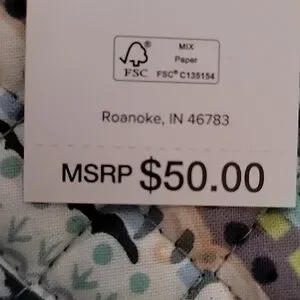 MIX
Paper
FSC
FSC® C135154
Roanoke, IN 46783
MSRP $50.00